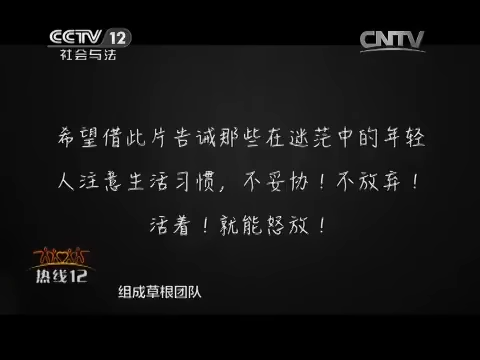 CCTV 12
社会与法
CNTV
希望借此片告诫那些在迷茫中的年轻
人注意生活习惯，不妥协！不放弃！
活着！就能怒放！
热线12
组成草根团队